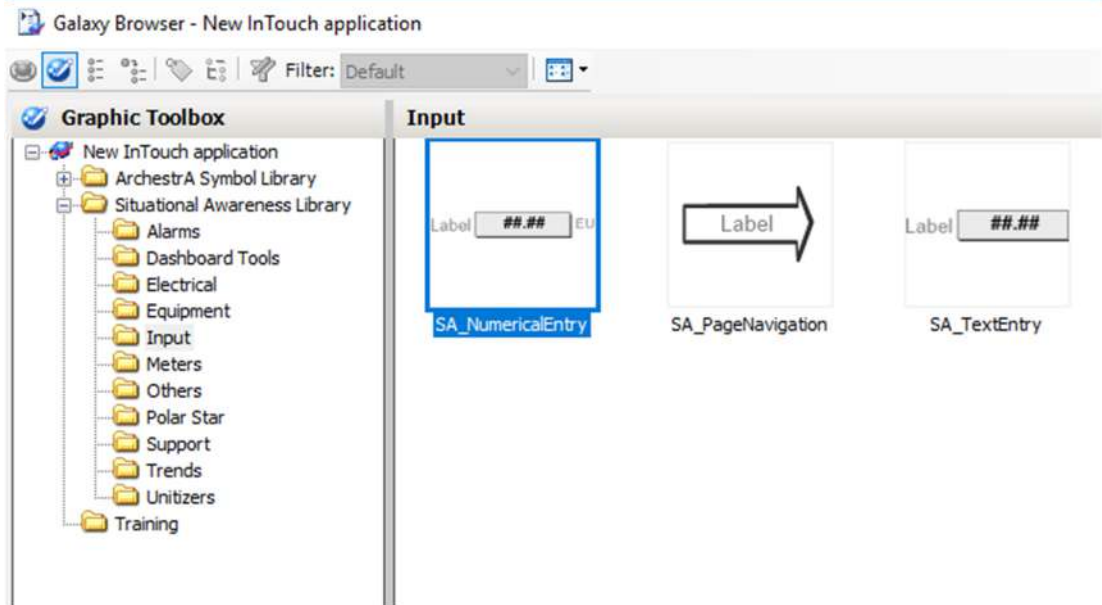 Galaxy Browser - New InTouch application
Filter: Default
Graphic Toolbox
New InTouch application
ArchestrA Symbol Library
Situational Awareness Library
Alarms
Dashboard Tools
Electrical
Equipment
Input
Meters
Others
Polar Star
Support
Trends
Unitizers
Training
Input
Label ##.## EU
Label
Label ##.##
SA_NumericalEntry
SA_PageNavigation
SA_TextEntry